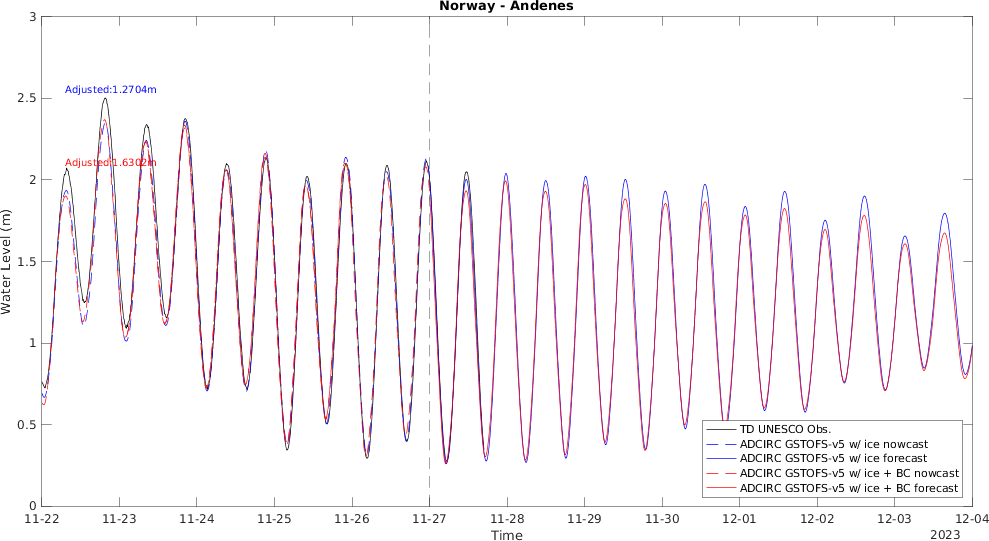 Norway - Andenes
3
2.5
2
1.5
1
0.5
0
Water Level (m)
Adjusted:1.2704m
Adjusted:1.6302m
TD UNESCO Obs.
ADCIRC GSTOFS-v5 w/ ice nowcast
ADCIRC GSTOFS-v5 w/ ice forecast
ADCIRC GSTOFS-v5 w/ ice + BC nowcast
ADCIRC GSTOFS-v5 w/ ice + BC forecast
11-22 11-23 11-24 11-25 11-26 11-27 11-28 11-29 11-30 12-01 12-02 12-03 12-04
Time
2023